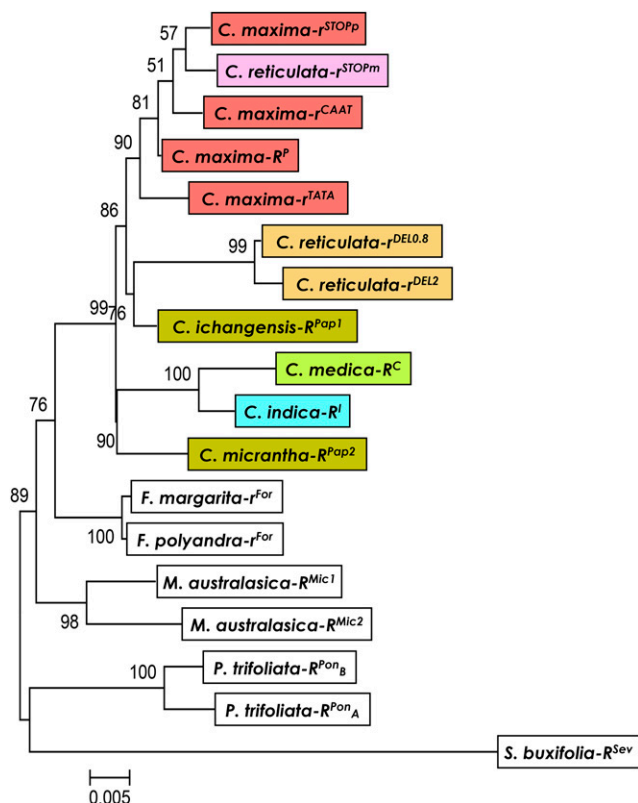 57
C. maxima-r^STOPp
C. reticulata-r^STOPm
51
C. maxima-r^CAAT
81
C. maxima-R^P
90
C. maxima-r^TATA
86
C. reticulata-r^DEL0.8
99
C. reticulata-r^DEL2
99
76
C. ichangensis-R^Pap1
C. medica-R^C
100
C. indica-R^I
76
90
C. micrantha-R^Pap2
89
F. margarita-r^For
100
F. polyandra-r^For
M. australasica-R^Mic1
98
M. australasica-R^Mic2
P. trifoliata-R^Pon_B
100
P. trifoliata-R^Pon_A
S. buxifolia-R^Sev
0.005